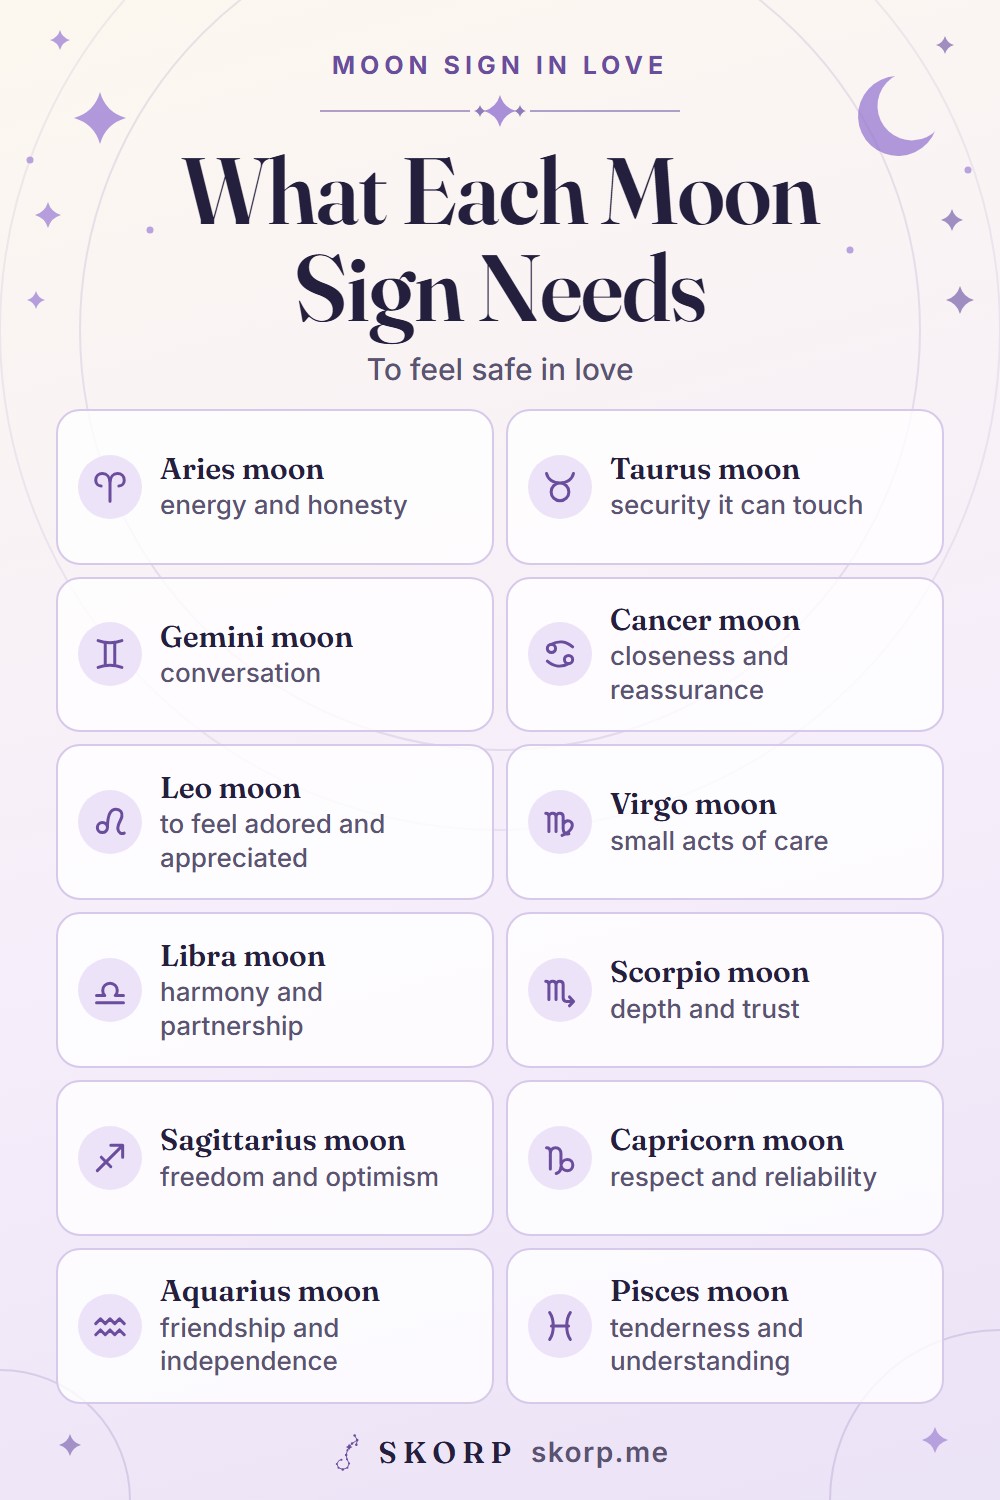 MOON SIGN IN LOVE
What Each Moon
Sign Needs
To feel safe in love
Aries moon
energy and honesty
Taurus moon
security it can touch
Gemini moon
conversation
Cancer moon
closeness and
reassurance
Leo moon
to feel adored and
appreciated
Virgo moon
small acts of care
Libra moon
harmony and
partnership
Scorpio moon
depth and trust
Sagittarius moon
freedom and optimism
Capricorn moon
respect and reliability
Aquarius moon
friendship and
independence
Pisces moon
tenderness and
understanding
SKORP skorp.me